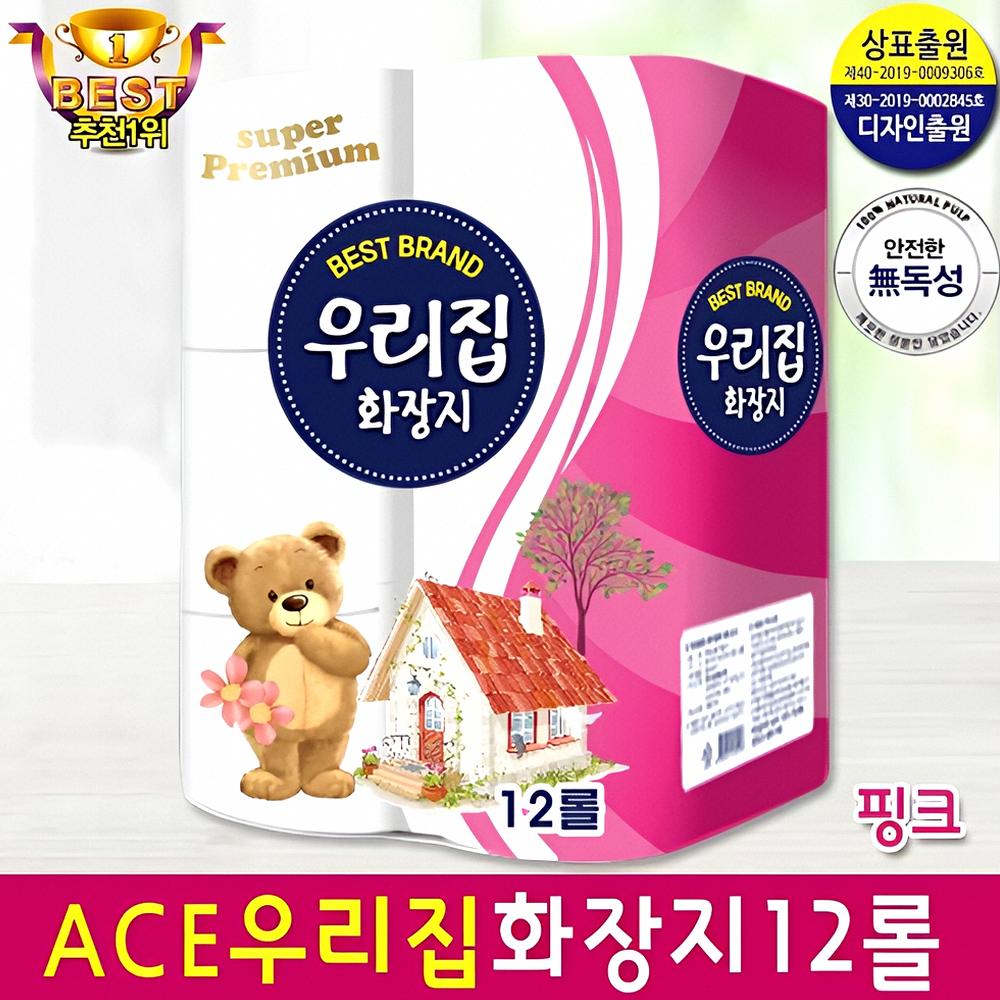 1
BEST
추천1위
super
Premium
BEST BRAND
우리집
화장지
12롤
BEST BRAND
우리집
화장지
상표출원
제40-2019-0009306호
제30-2019-0002845호
디자인출원
100% NATURAL PULP
안전한
無독성
핑크
ACE우리집화장지12롤